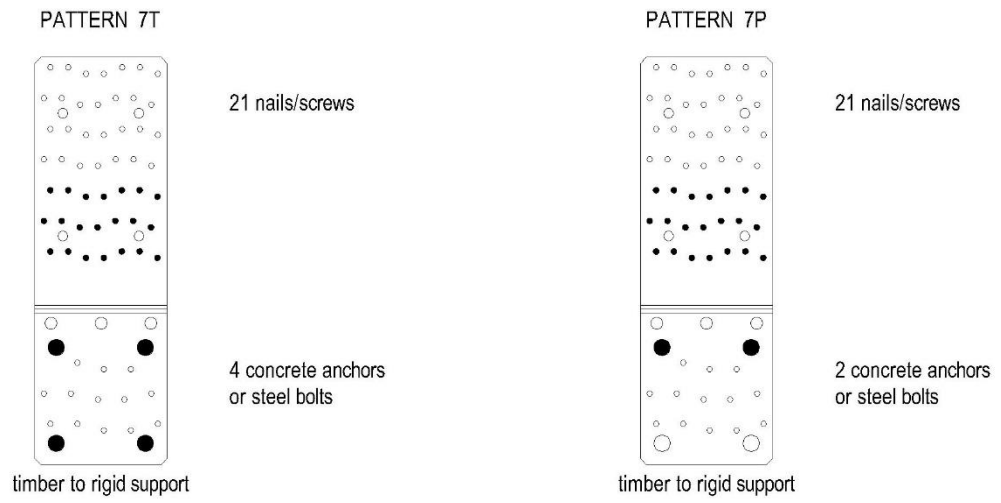 PATTERN 7T
21 nails/screws
4 concrete anchors
or steel bolts
timber to rigid support
PATTERN 7P
21 nails/screws
2 concrete anchors
or steel bolts
timber to rigid support